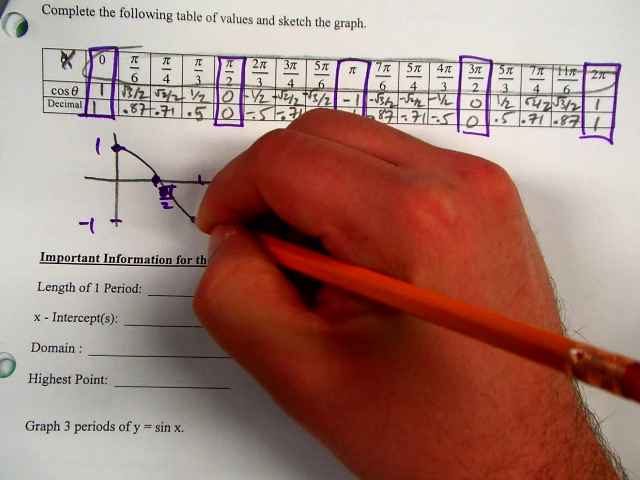 Complete the following table of values and sketch the graph.
x 0 π/6 π/4 π/3 π/2 2π/3 3π/4 5π/6 π 7π/6 5π/4 4π/3 3π/2 5π/3 7π/4 11π/6 2π
cos θ 1 √3/2 √2/2 1/2 0 -1/2 -√2/2 -√3/2 -1 -√3/2 -√2/2 -1/2 0 1/2 √2/2 √3/2 1
Decimal 1 .87 .71 .5 0 -.5 -.71 .87 -.71 -.5 0 .5 .71 .87 1
1
π/2
-1
Important Information for th
Length of 1 Period:
x - Intercept(s):
Domain :
Highest Point:
Graph 3 periods of y = sin x.